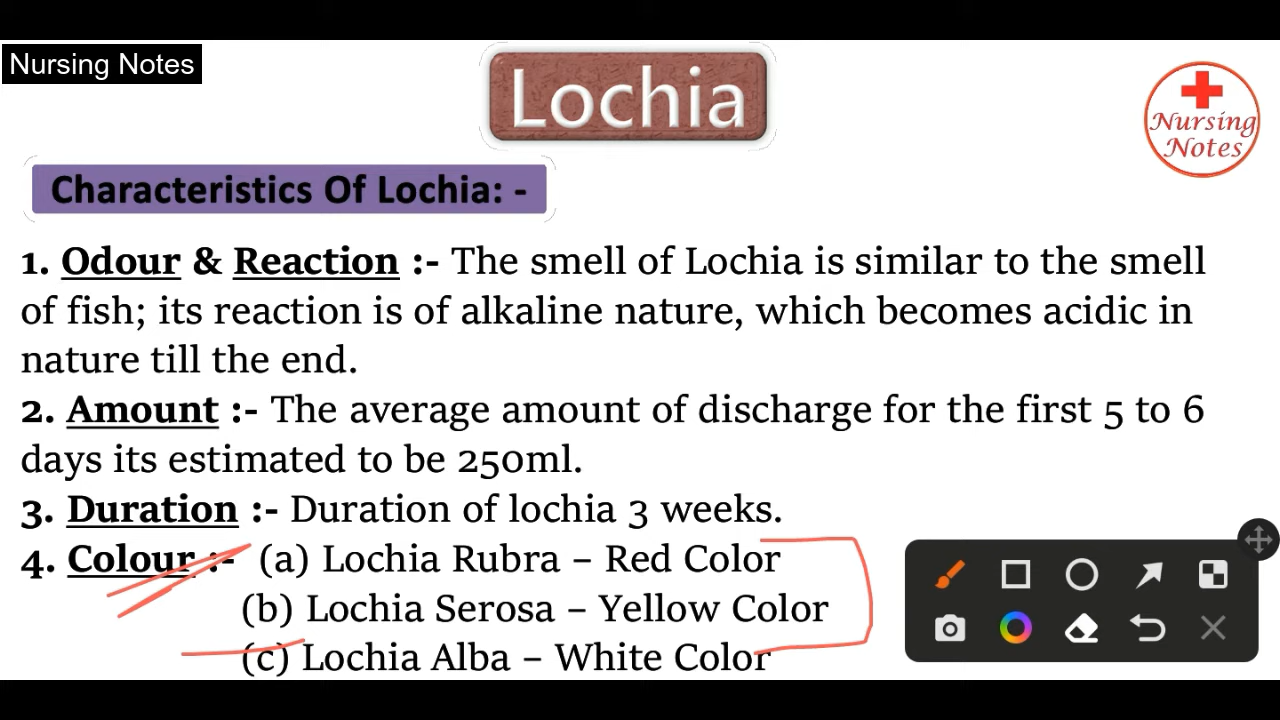 Nursing Notes
Lochia
Nursing
Notes
Characteristics Of Lochia: -
1. Odour & Reaction :- The smell of Lochia is similar to the smell
of fish; its reaction is of alkaline nature, which becomes acidic in
nature till the end.
2. Amount :- The average amount of discharge for the first 5 to 6
days its estimated to be 250ml.
3. Duration :- Duration of lochia 3 weeks.
4. Colour :- (a) Lochia Rubra – Red Color
(b) Lochia Serosa – Yellow Color
(c) Lochia Alba – White Color